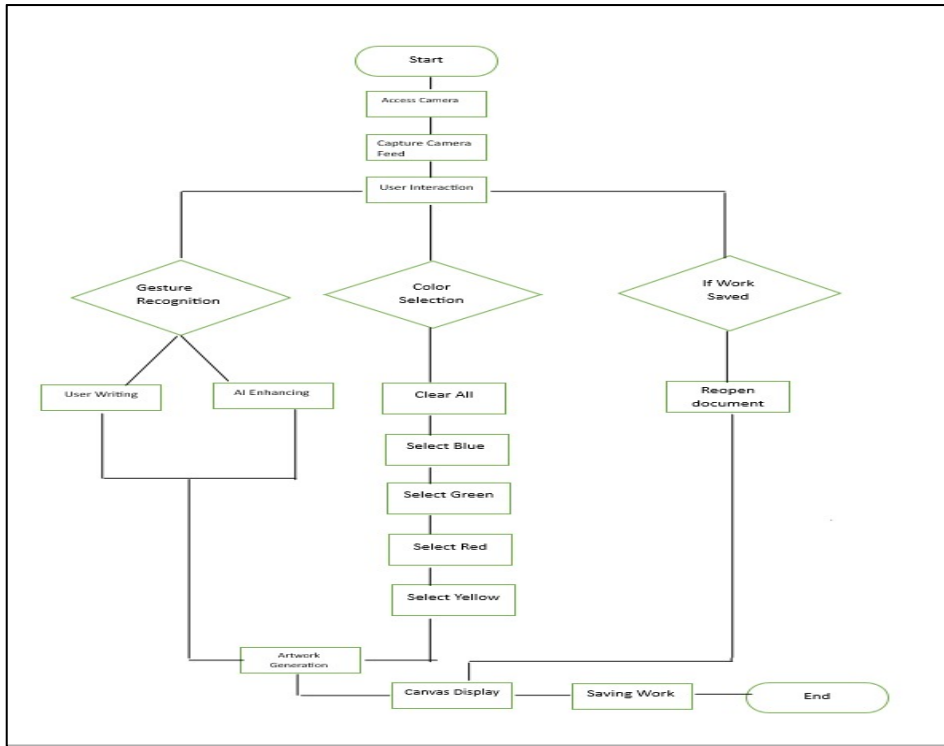 Start
Access Camera
Capture Camera
Feed
User Interaction
Gesture
Recognition
Color
Selection
If Work
Saved
User Writing
AI Enhancing
Clear All
Reopen
document
Select Blue
Select Green
Select Red
Select Yellow
Artwork
Generation
Canvas Display
Saving Work
End